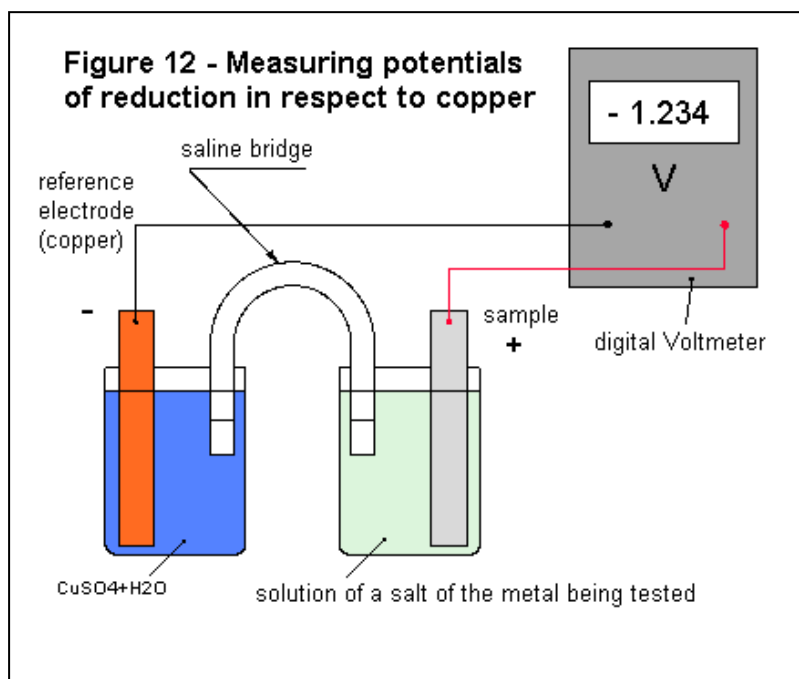 Figure 12 - Measuring potentials
of reduction in respect to copper
- 1.234
V
saline bridge
reference
electrode
(copper)
-
sample
+
digital Voltmeter
CuSO4+H2O
solution of a salt of the metal being tested